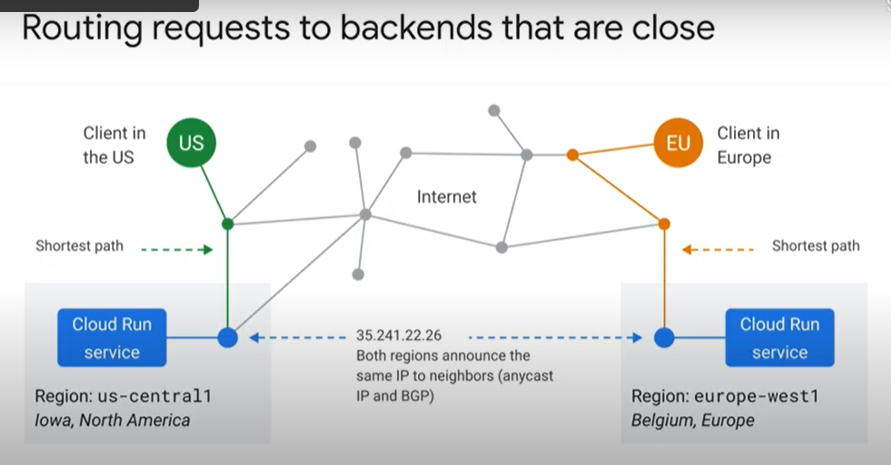 Routing requests to backends that are close
Client in
the US
US
EU
Client in
Europe
Internet
Shortest path
Shortest path
Cloud Run
service
35.241.22.26
Both regions announce the
same IP to neighbors (anycast
IP and BGP)
Cloud Run
service
Region: us-central1
Iowa, North America
Region: europe-west1
Belgium, Europe